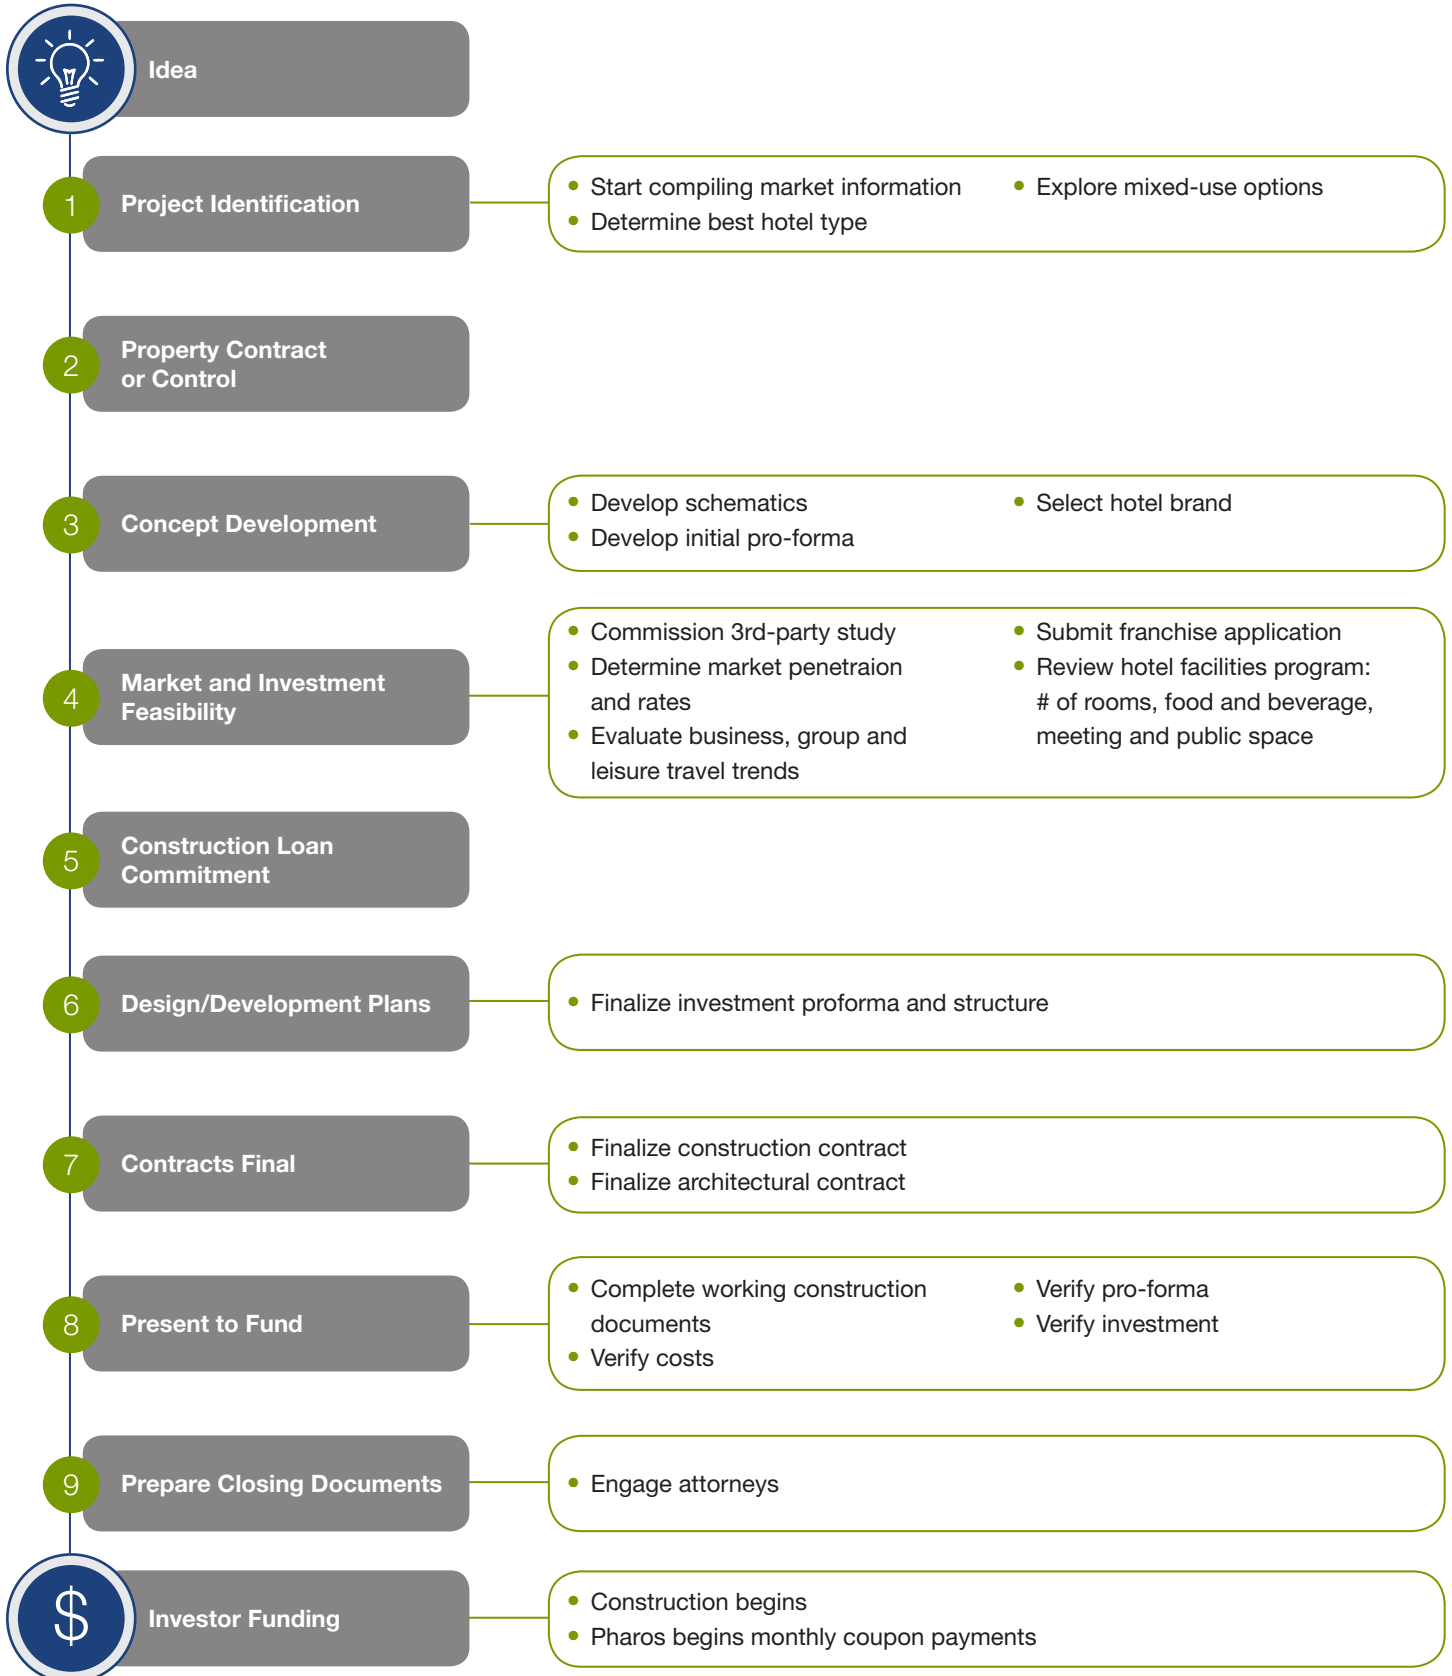 Idea
1
Project Identification
• Start compiling market information
• Determine best hotel type
• Explore mixed-use options
2
Property Contract
or Control
3
Concept Development
• Develop schematics
• Develop initial pro-forma
• Select hotel brand
4
Market and Investment
Feasibility
• Commission 3rd-party study
• Determine market penetraion
and rates
• Evaluate business, group and
leisure travel trends
• Submit franchise application
• Review hotel facilities program:
# of rooms, food and beverage,
meeting and public space
5
Construction Loan
Commitment
6
Design/Development Plans
• Finalize investment proforma and structure
7
Contracts Final
• Finalize construction contract
• Finalize architectural contract
8
Present to Fund
• Complete working construction
documents
• Verify costs
• Verify pro-forma
• Verify investment
9
Prepare Closing Documents
• Engage attorneys
$
Investor Funding
• Construction begins
• Pharos begins monthly coupon payments